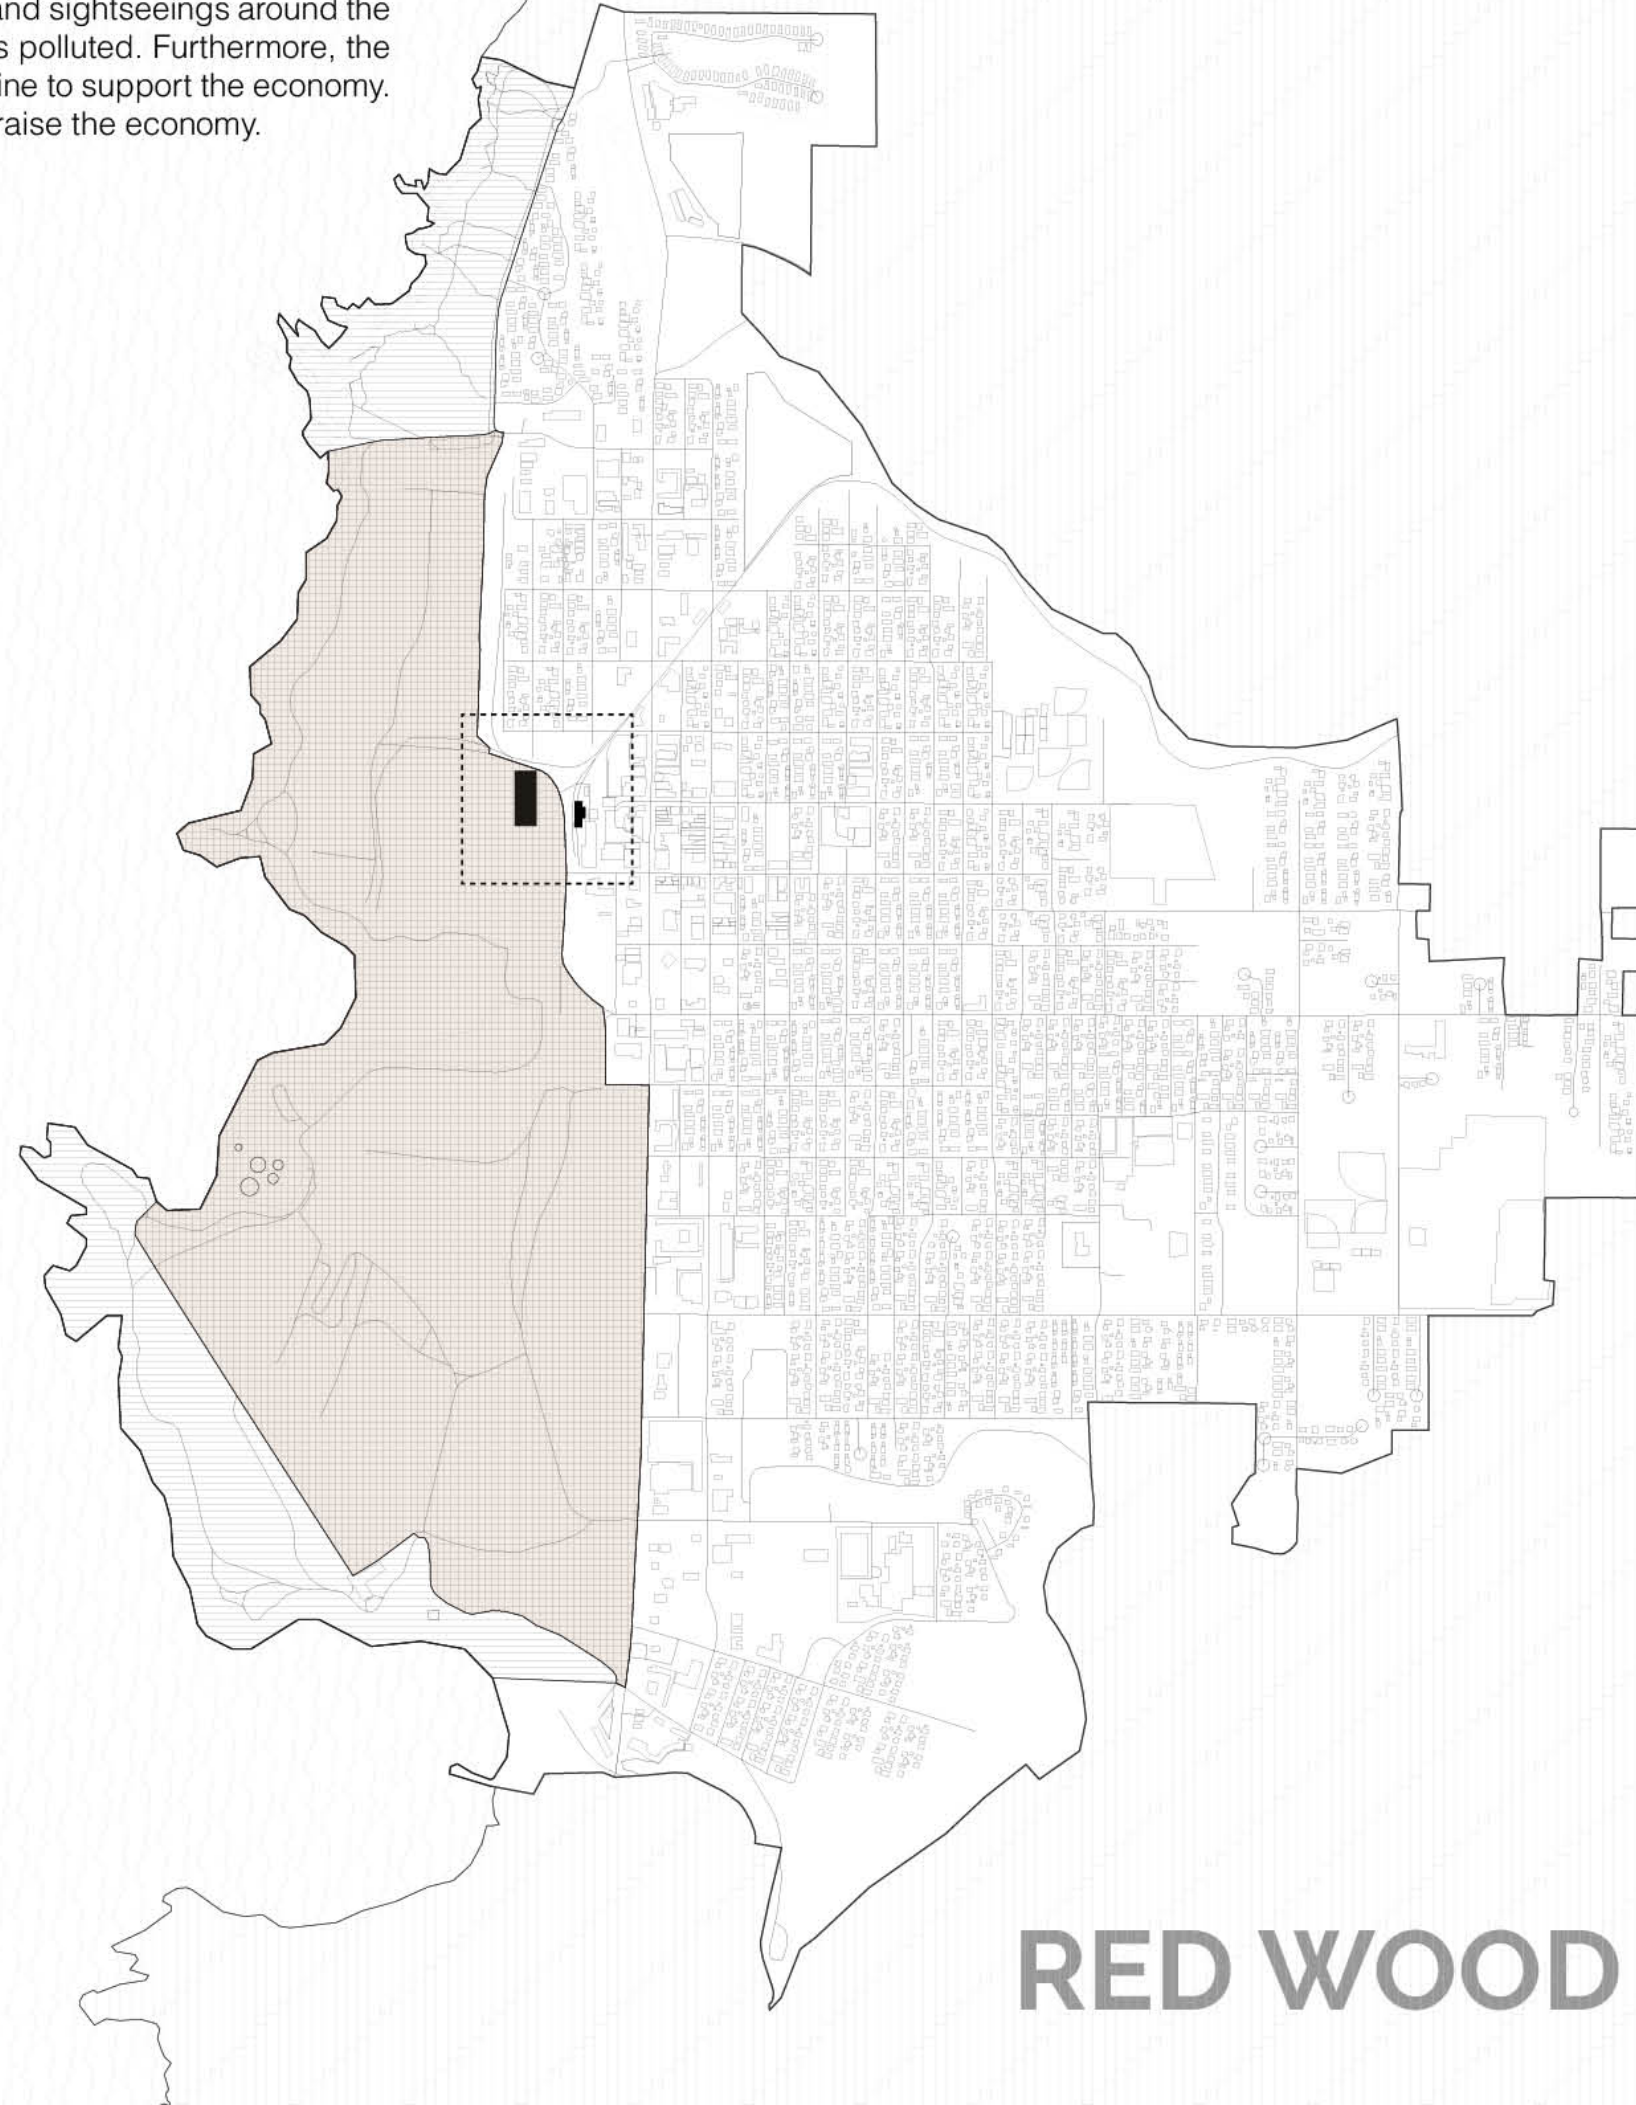 and sightseeings around the
s polluted. Furthermore, the
ine to support the economy.
raise the economy.
RED WOOD